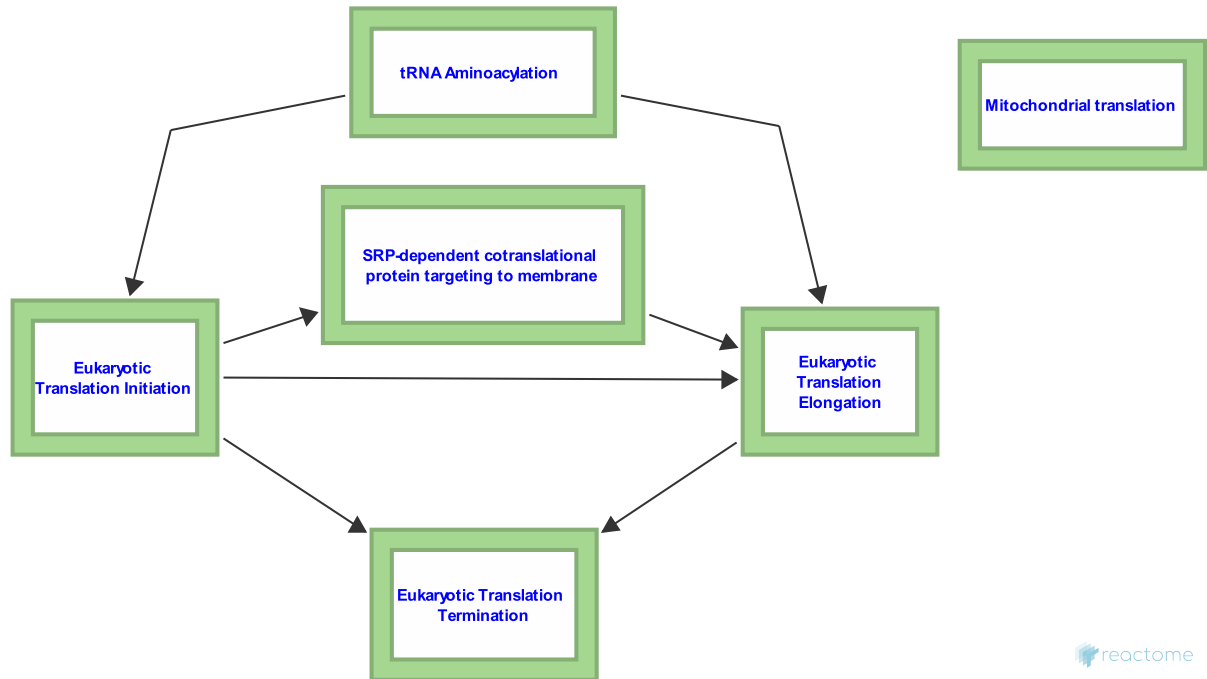 tRNA Aminoacylation
Mitochondrial translation
SRP-dependent cotranslational
protein targeting to membrane
Eukaryotic
Translation Initiation
Eukaryotic
Translation
Elongation
Eukaryotic Translation
Termination
reactome